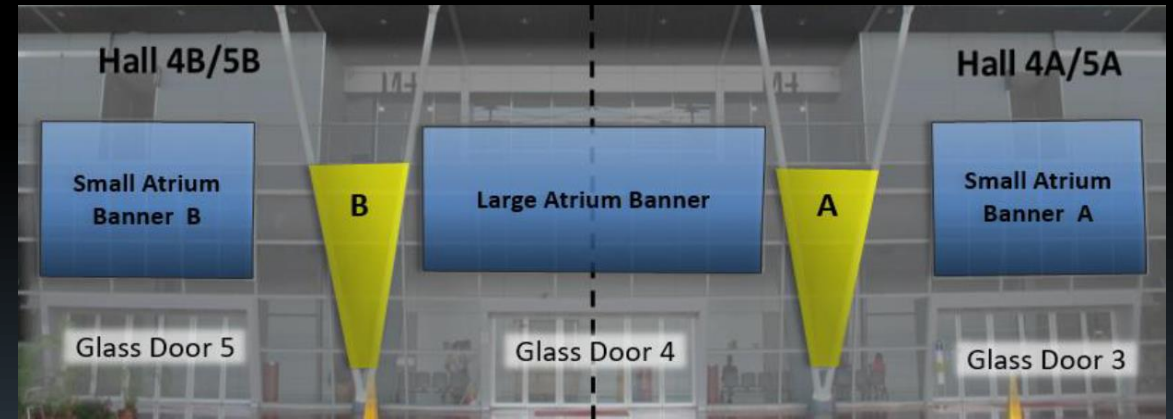 Hall 4B/5B
Hall 4A/5A
Small Atrium
Banner B
B
Large Atrium Banner
A
Small Atrium
Banner A
Glass Door 5
Glass Door 4
Glass Door 3